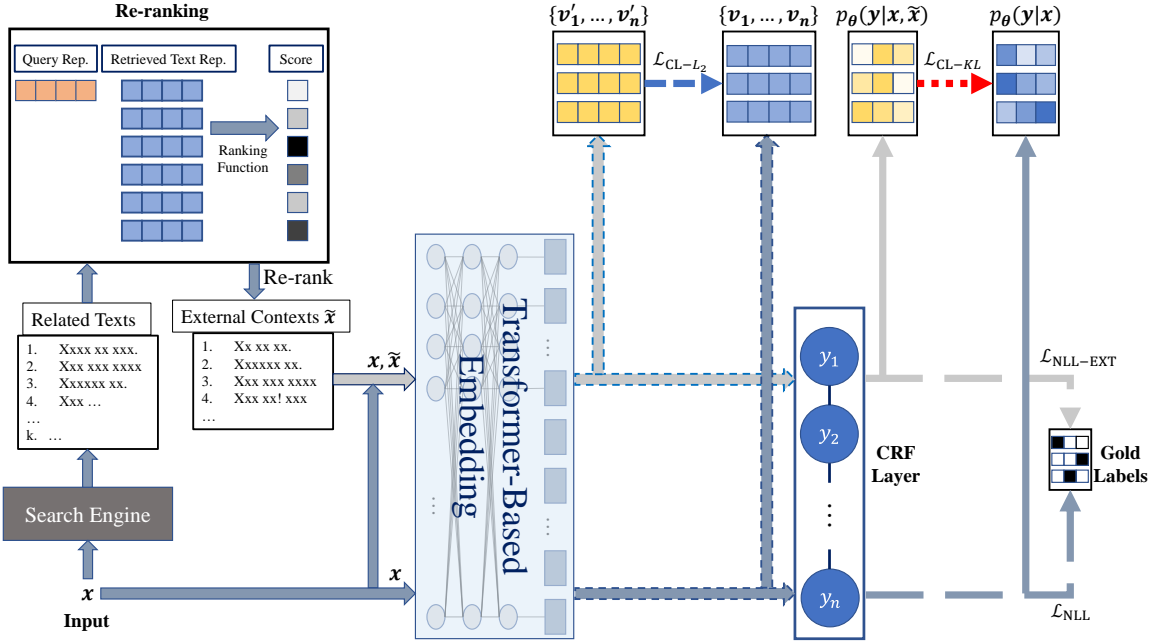 Re-ranking
Query Rep.
Retrieved Text Rep.
Score
Ranking
Function
Re-rank
Related Texts
1. Xxxx xx xxx.
2. Xxx xxx xxxx
3. Xxxxxx xx.
4. Xxx …
…
k. …
External Contexts x̃
1. Xx xx xx.
2. Xxxxxx xx.
3. Xxx xxx xxxx
4. Xxx xx! xxx
…
Search Engine
x
Input
x, x̃
x
Transformer-Based
Embedding
…
…
…
{v′₁, …, v′ₙ}
ℒCL−L₂
{v₁, …, vₙ}
p_θ(y|x, x̃)
ℒCL−KL
p_θ(y|x)
y₁
y₂
…
yₙ
CRF
Layer
ℒNLL−EXT
Gold
Labels
ℒNLL